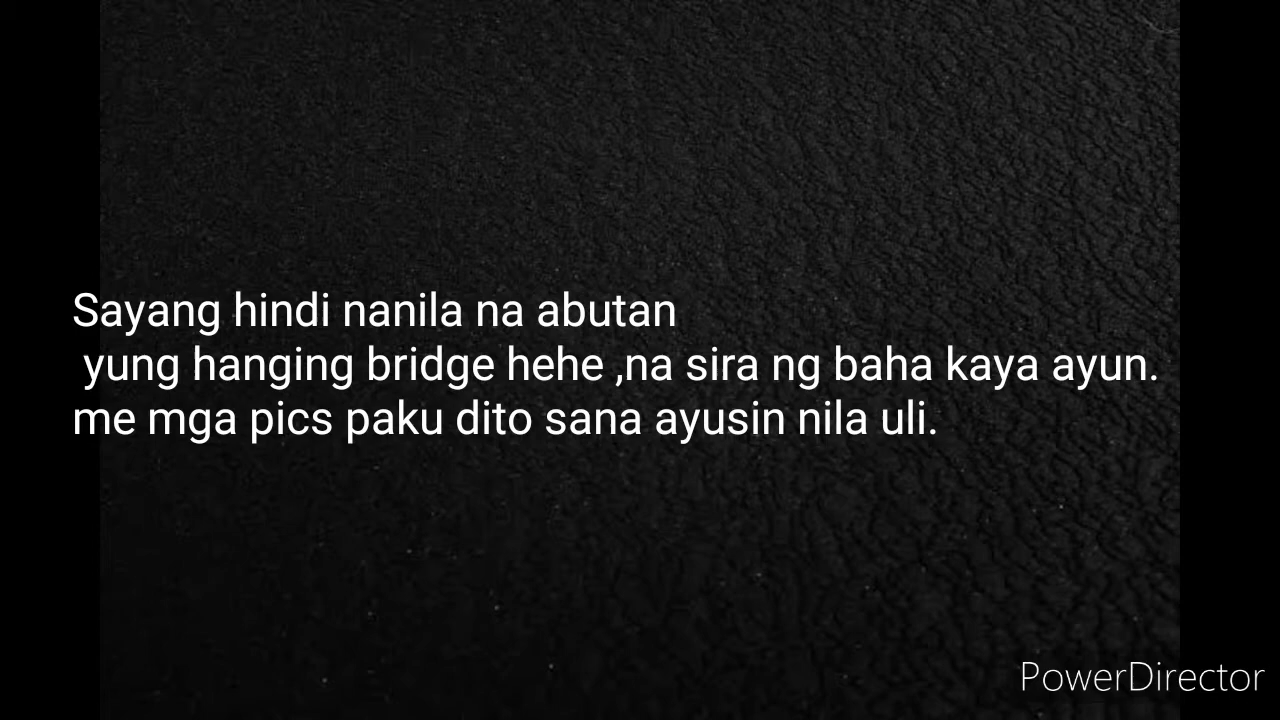 Sayang hindi nanila na abutan
yung hanging bridge hehe ,na sira ng baha kaya ayun.
me mga pics paku dito sana ayusin nila uli.
PowerDirector